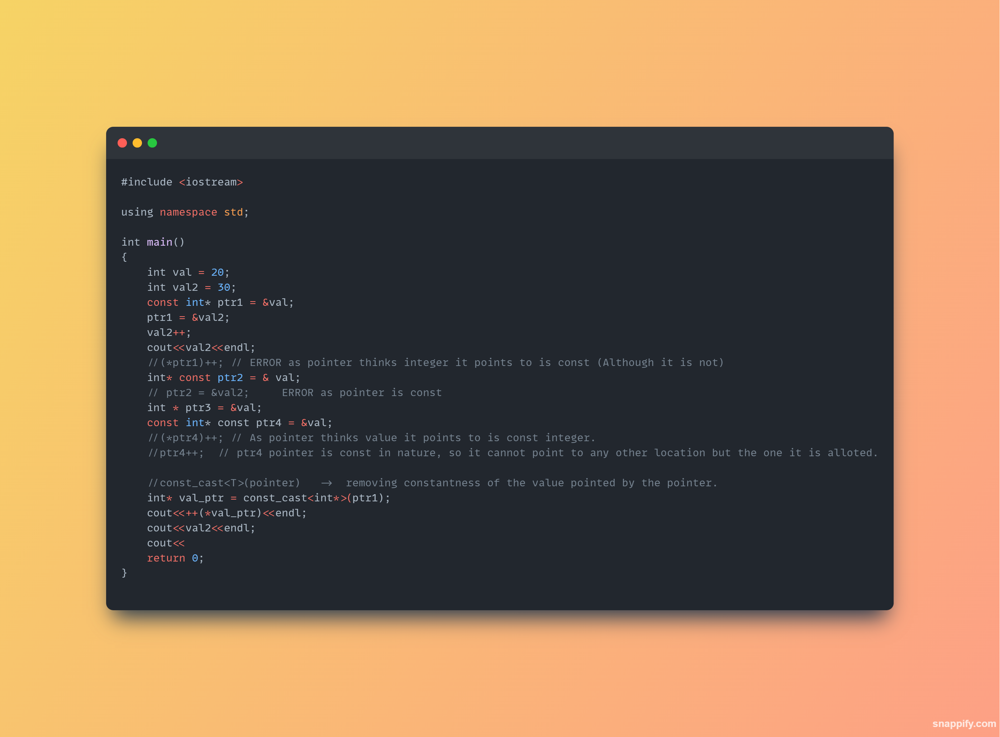 #include <iostream>
using namespace std;
int main()
{
    int val = 20;
    int val2 = 30;
    const int* ptr1 = &val;
    ptr1 = &val2;
    val2++;
    cout<<val2<<endl;
    //(*ptr1)++; // ERROR as pointer thinks integer it points to is const (Although it is not)
    int* const ptr2 = & val;
    // ptr2 = &val2;     ERROR as pointer is const
    int * ptr3 = &val;
    const int* const ptr4 = &val;
    //(*ptr4)++; // As pointer thinks value it points to is const integer.
    //ptr4++;  // ptr4 pointer is const in nature, so it cannot point to any other location but the one it is alloted.
    //const_cast<T>(pointer)   ->  removing constantness of the value pointed by the pointer.
    int* val_ptr = const_cast<int*>(ptr1);
    cout<<++(*val_ptr)<<endl;
    cout<<val2<<endl;
    cout<<
    return 0;
}
snappify.com